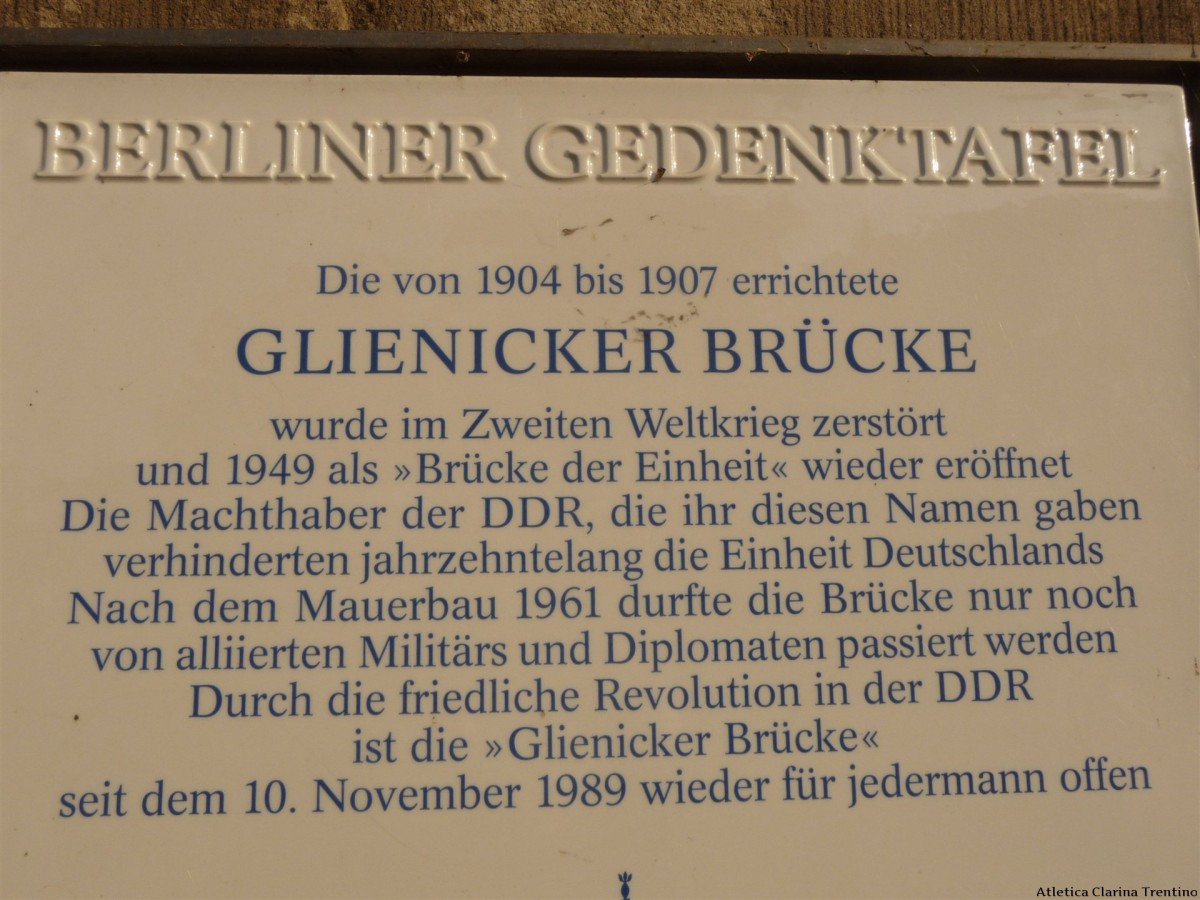 BERLINER GEDENKTAFEL
Die von 1904 bis 1907 errichtete
GLIENICKER BRÜCKE
wurde im Zweiten Weltkrieg zerstört
und 1949 als »Brücke der Einheit« wieder eröffnet
Die Machthaber der DDR, die ihr diesen Namen gaben
verhinderten jahrzehntelang die Einheit Deutschlands
Nach dem Mauerbau 1961 durfte die Brücke nur noch
von alliierten Militärs und Diplomaten passiert werden
Durch die friedliche Revolution in der DDR
ist die »Glienicker Brücke«
seit dem 10. November 1989 wieder für jedermann offen
Atletica Clarina Trentino